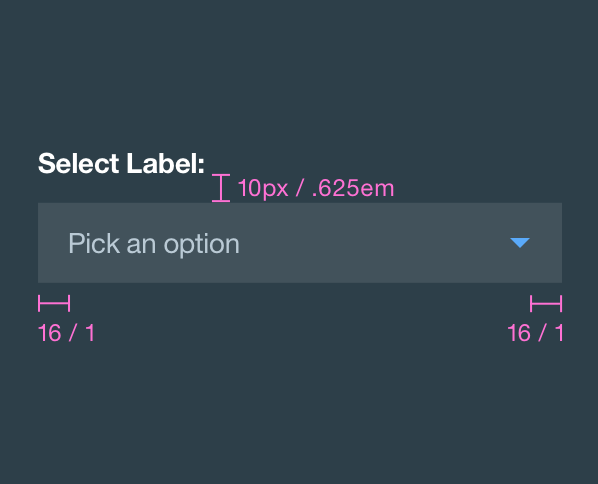 Select Label:
10px / .625em
Pick an option
16 / 1
16 / 1